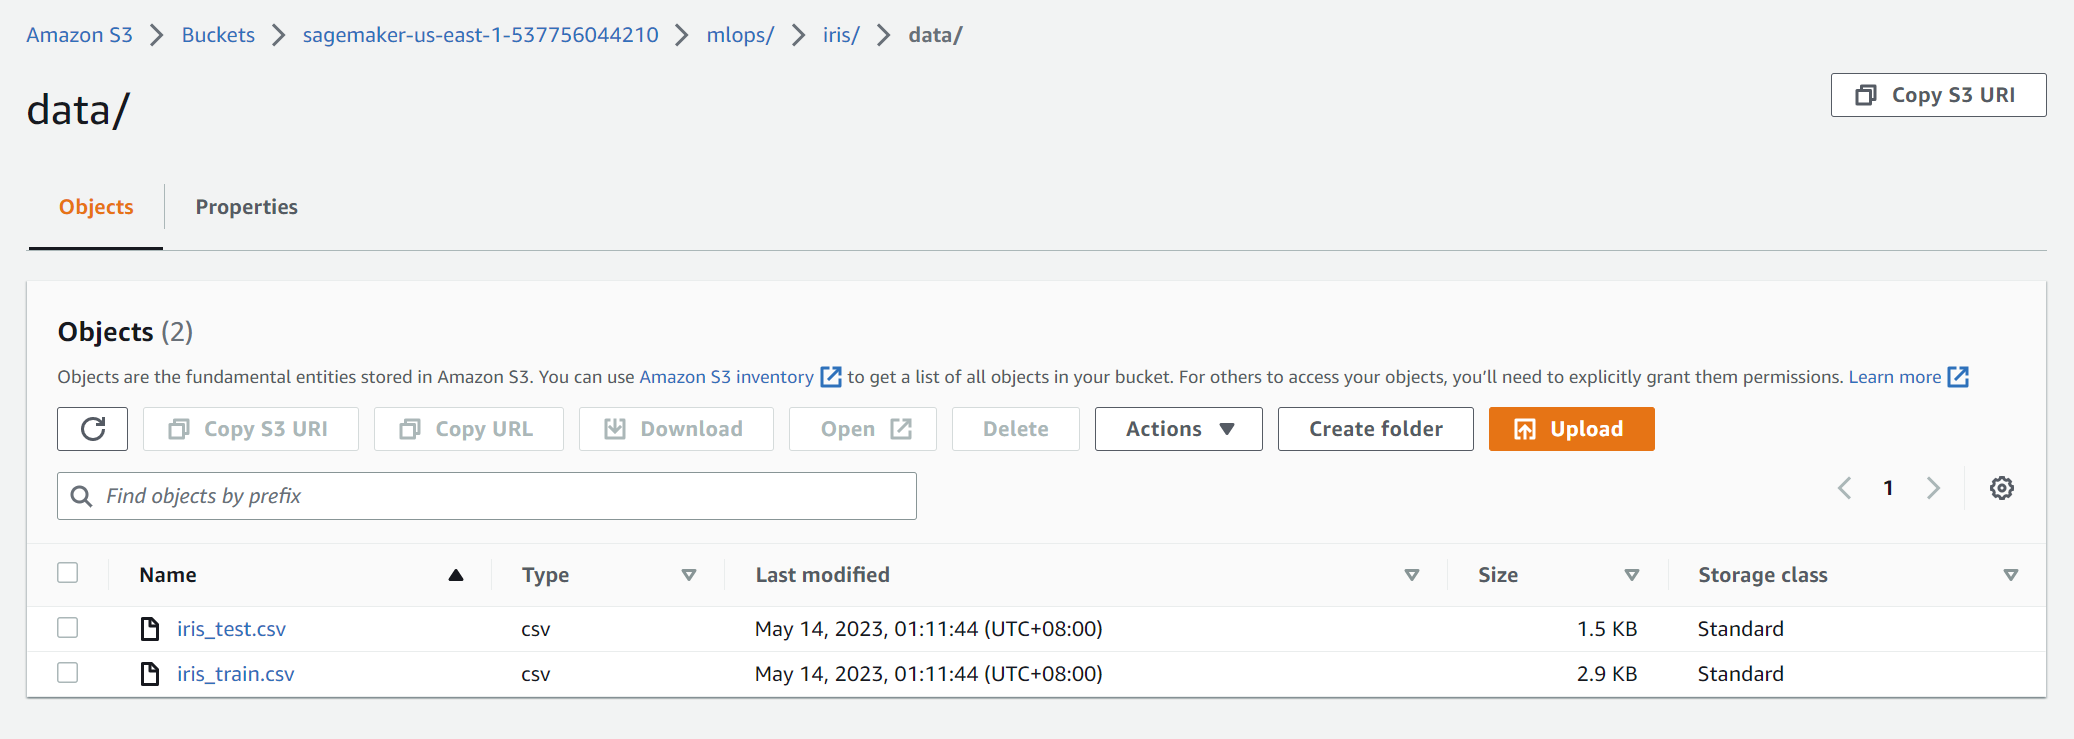 Amazon S3 > Buckets > sagemaker-us-east-1-537756044210 > mlops/ > iris/ > data/
data/
Copy S3 URI
Objects Properties
Objects (2)
Objects are the fundamental entities stored in Amazon S3. You can use Amazon S3 inventory to get a list of all objects in your bucket. For others to access your objects, you’ll need to explicitly grant them permissions. Learn more
Copy S3 URI Copy URL Download Open Delete Actions Create folder Upload
Find objects by prefix
1
Name Type Last modified Size Storage class
iris_test.csv csv May 14, 2023, 01:11:44 (UTC+08:00) 1.5 KB Standard
iris_train.csv csv May 14, 2023, 01:11:44 (UTC+08:00) 2.9 KB Standard